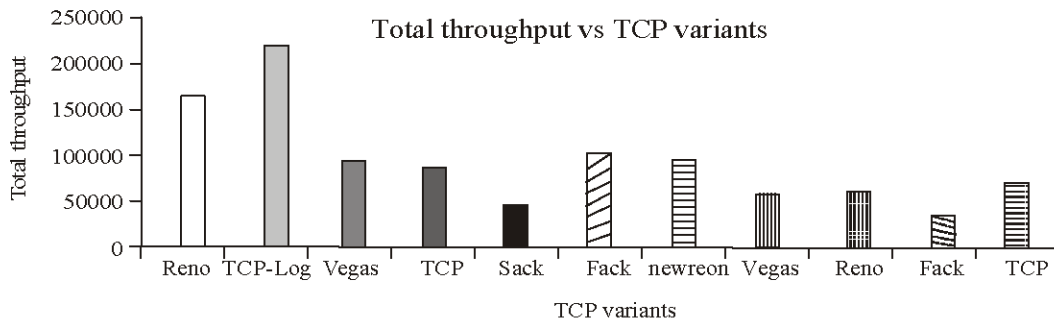 Total throughput vs TCP variants
Total throughput
250000
200000
150000
100000
50000
0
Reno TCP-Log Vegas TCP Sack Fack newreon Vegas Reno Fack TCP
TCP variants